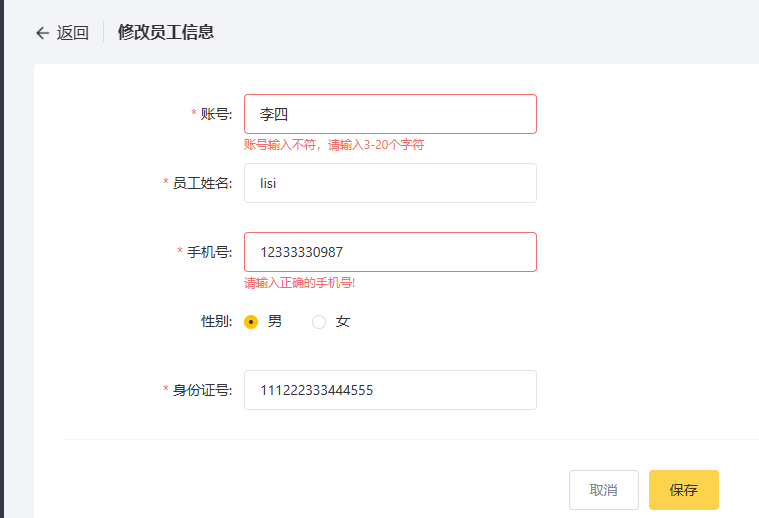 返回 修改员工信息
* 账号: 李四
账号输入不符，请输入3-20个字符
* 员工姓名: lisi
* 手机号: 12333330987
请输入正确的手机号!
性别: 男 女
* 身份证号: 111222333444555
取消 保存